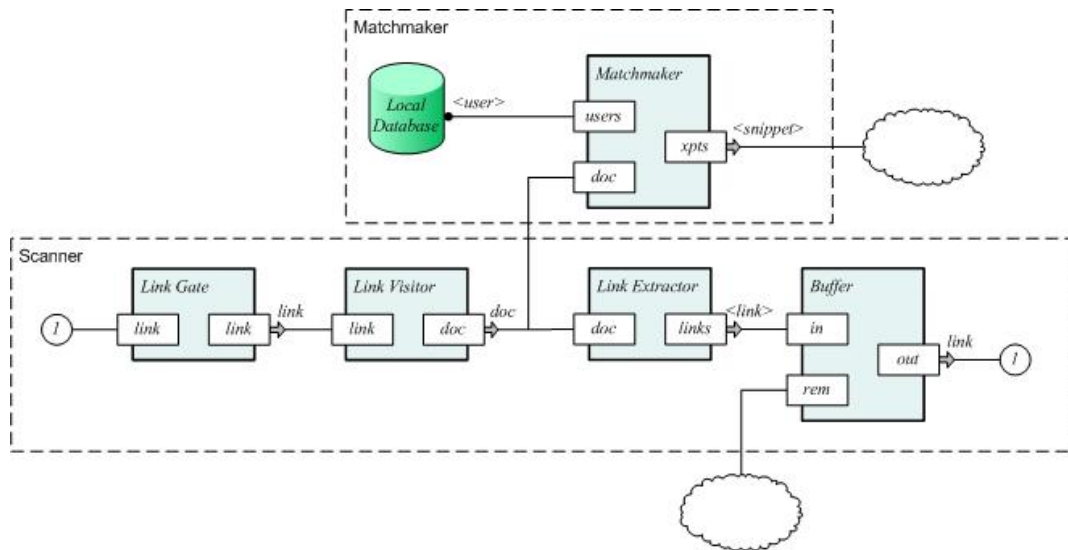 Matchmaker
Matchmaker
Local
Database
<user>
users
xpts
<snippet>
doc
Scanner
Link Gate
Link Visitor
Link Extractor
Buffer
1
link
link
link
link
doc
doc
doc
links
<link>
in
out
link
1
rem